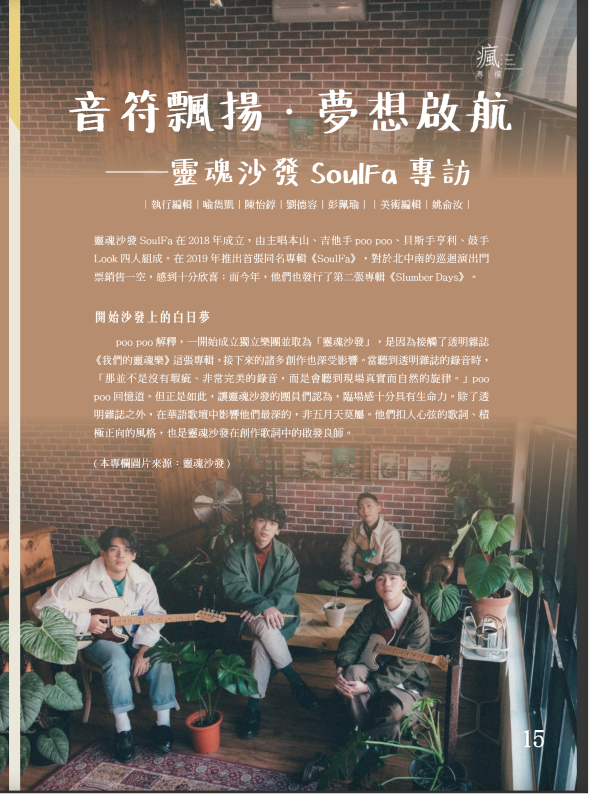 瘋三
專欄
音符飄揚·夢想啟航
——靈魂沙發 SoulFa 專訪
｜執行編輯｜喻雋凱｜陳怡錞｜劉德容｜彭珮瑜｜｜美術編輯｜姚俞汝｜
靈魂沙發 SoulFa 在 2018 年成立，由主唱本山、吉他手 poo poo、貝斯手亨利、鼓手
Look 四人組成。在 2019 年推出首張同名專輯《SoulFa》，對於北中南的巡迴演出門
票銷售一空，感到十分欣喜；而今年，他們也發行了第二張專輯《Slumber Days》。
開始沙發上的白日夢
poo poo 解釋，一開始成立獨立樂團並取為「靈魂沙發」，是因為接觸了透明雜誌
《我們的靈魂樂》這張專輯，接下來的諸多創作也深受影響。當聽到透明雜誌的錄音時，
「那並不是沒有瑕疵、非常完美的錄音，而是會聽到現場真實而自然的旋律。」poo
poo 回憶道。但正是如此，讓靈魂沙發的團員們認為，臨場感十分具有生命力。除了透
明雜誌之外，在華語歌壇中影響他們最深的，非五月天莫屬。他們扣人心弦的歌詞、積
極正向的風格，也是靈魂沙發在創作歌詞中的啟發良師。
( 本專欄圖片來源：靈魂沙發 )
15